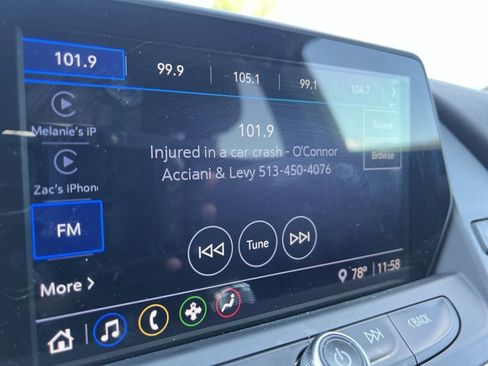 101.9 99.9 105.1 99.1 104.7
Melanie's iP
Zac's iPhone
FM
More
101.9
Injured in a car crash - O'Connor
Acciani & Levy 513-450-4076
Sound
Browse
Tune
78° 11:58
BACK